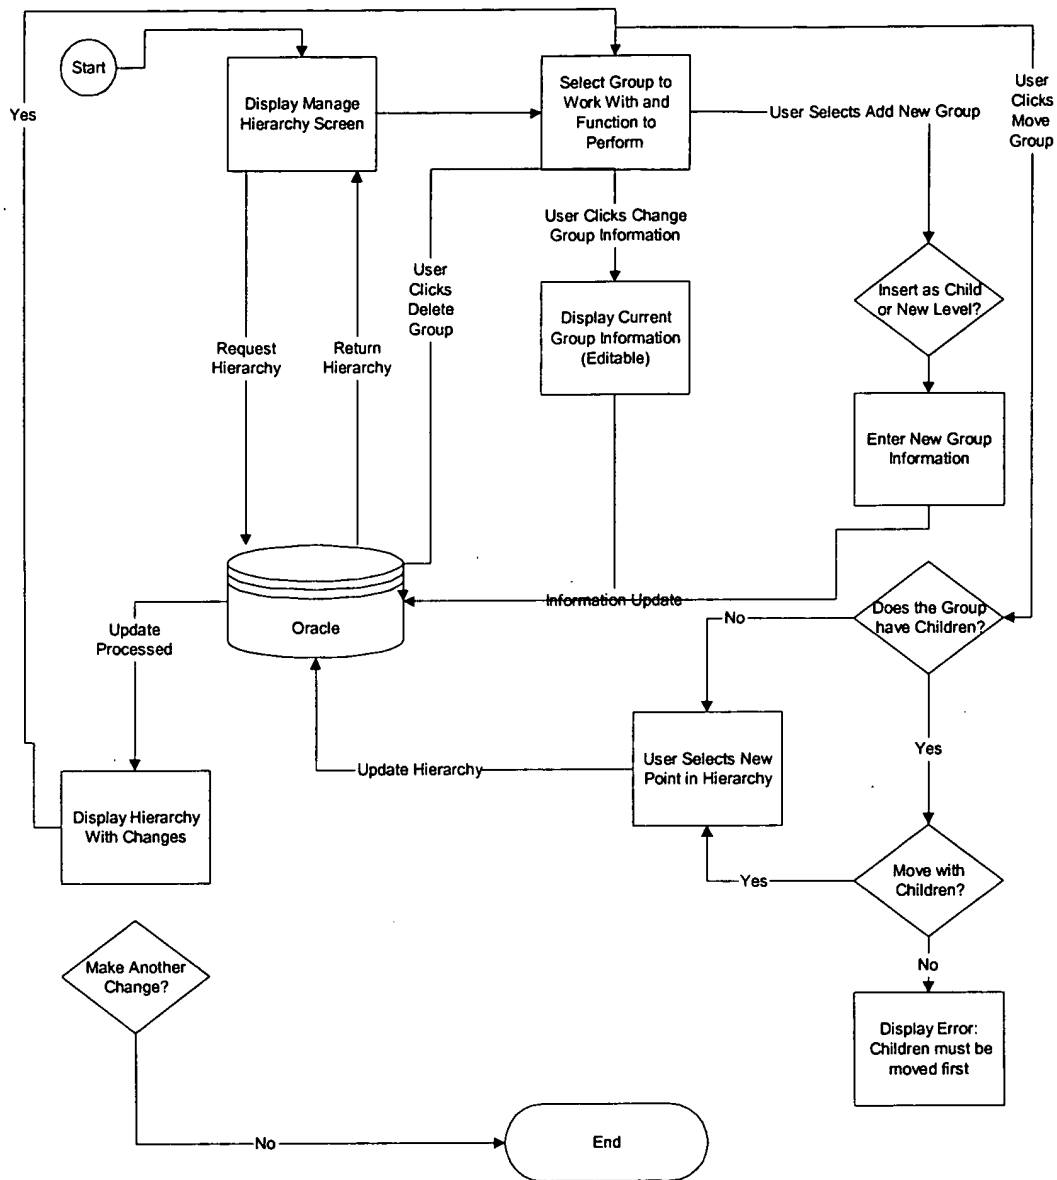 Start
Display Manage
Hierarchy Screen
Select Group to
Work With and
Function to
Perform
User Selects Add New Group
User
Clicks
Move
Group
Yes
User Clicks Change
Group Information
User
Clicks
Delete
Group
Insert as Child
or New Level?
Display Current
Group Information
(Editable)
Request
Hierarchy
Return
Hierarchy
Enter New Group
Information
Oracle
Information Update
Does the Group
have Children?
No
Update
Processed
User Selects New
Point in Hierarchy
Update Hierarchy
Yes
Display Hierarchy
With Changes
Move with
Children?
Yes
No
Make Another
Change?
Display Error:
Children must be
moved first
No
End